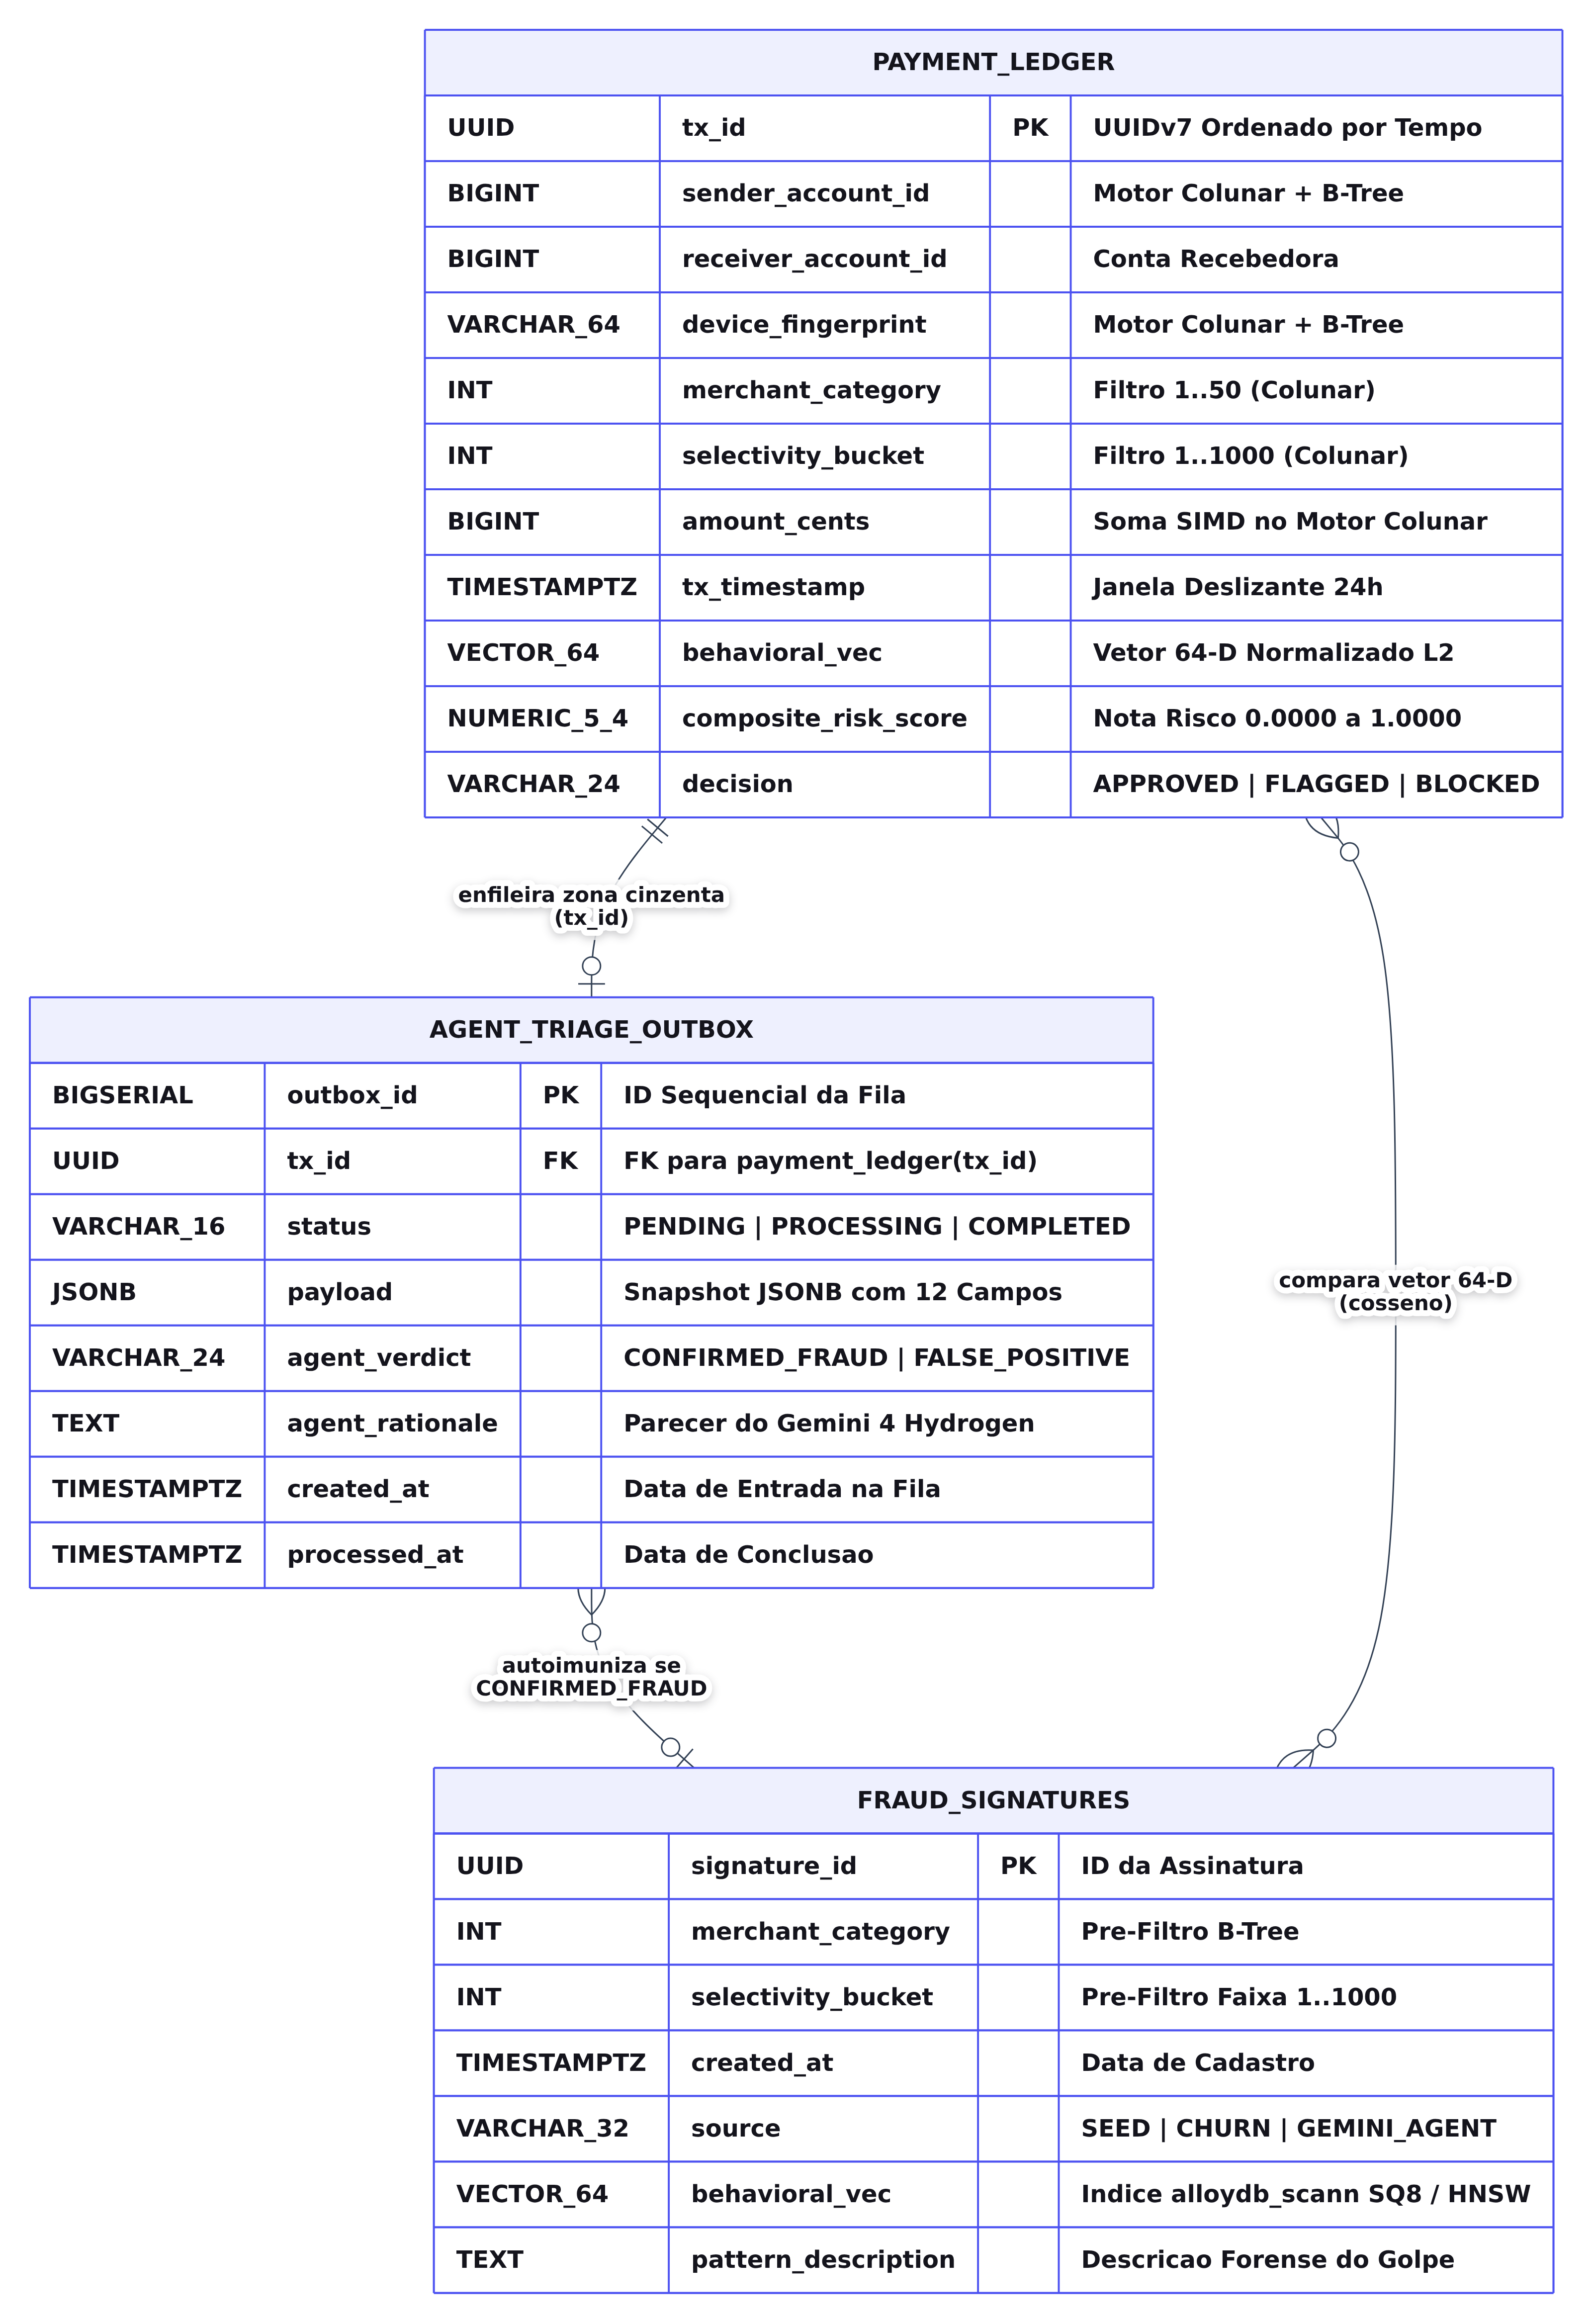 PAYMENT_LEDGER
UUID tx_id PK UUIDv7 Ordenado por Tempo
BIGINT sender_account_id Motor Colunar + B-Tree
BIGINT receiver_account_id Conta Recebedora
VARCHAR_64 device_fingerprint Motor Colunar + B-Tree
INT merchant_category Filtro 1..50 (Colunar)
INT selectivity_bucket Filtro 1..1000 (Colunar)
BIGINT amount_cents Soma SIMD no Motor Colunar
TIMESTAMPTZ tx_timestamp Janela Deslizante 24h
VECTOR_64 behavioral_vec Vetor 64-D Normalizado L2
NUMERIC_5_4 composite_risk_score Nota Risco 0.0000 a 1.0000
VARCHAR_24 decision APPROVED | FLAGGED | BLOCKED
enfileira zona cinzenta
(tx_id)
AGENT_TRIAGE_OUTBOX
BIGSERIAL outbox_id PK ID Sequencial da Fila
UUID tx_id FK FK para payment_ledger(tx_id)
VARCHAR_16 status PENDING | PROCESSING | COMPLETED
JSONB payload Snapshot JSONB com 12 Campos
VARCHAR_24 agent_verdict CONFIRMED_FRAUD | FALSE_POSITIVE
TEXT agent_rationale Parecer do Gemini 4 Hydrogen
TIMESTAMPTZ created_at Data de Entrada na Fila
TIMESTAMPTZ processed_at Data de Conclusao
compara vetor 64-D
(cosseno)
autoimuniza se
CONFIRMED_FRAUD
FRAUD_SIGNATURES
UUID signature_id PK ID da Assinatura
INT merchant_category Pre-Filtro B-Tree
INT selectivity_bucket Pre-Filtro Faixa 1..1000
TIMESTAMPTZ created_at Data de Cadastro
VARCHAR_32 source SEED | CHURN | GEMINI_AGENT
VECTOR_64 behavioral_vec Indice alloydb_scann SQ8 / HNSW
TEXT pattern_description Descricao Forense do Golpe